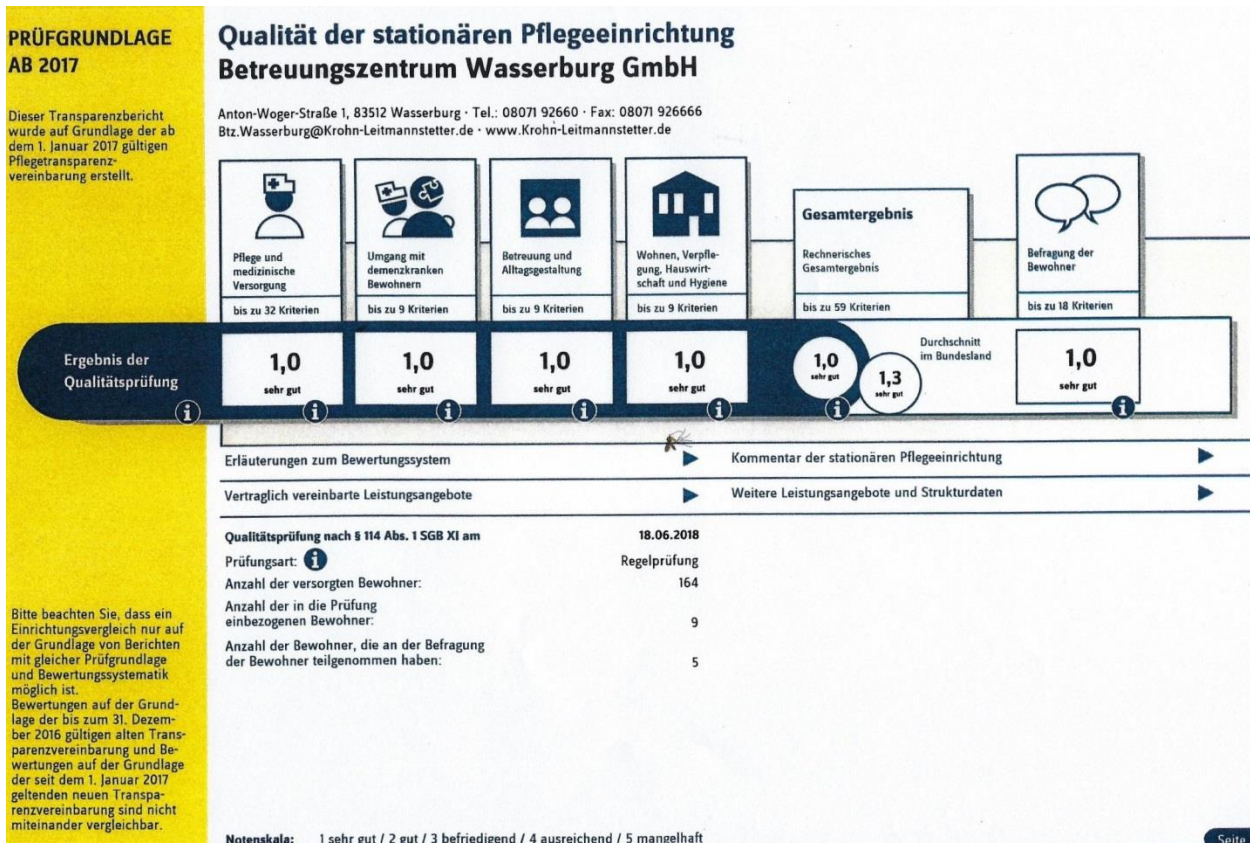 PRÜFGRUNDLAGE
AB 2017
Dieser Transparenzbericht
wurde auf Grundlage der ab
dem 1. Januar 2017 gültigen
Pflegetransparenz-
vereinbarung erstellt.
Qualität der stationären Pflegeeinrichtung
Betreuungszentrum Wasserburg GmbH
Anton-Woger-Straße 1, 83512 Wasserburg · Tel.: 08071 92660 · Fax: 08071 926666
Btz.Wasserburg@Krohn-Leitmannstetter.de · www.Krohn-Leitmannstetter.de
Pflege und
medizinische
Versorgung
bis zu 32 Kriterien
Umgang mit
demenzkranken
Bewohnern
bis zu 9 Kriterien
Betreuung und
Alltagsgestaltung
bis zu 9 Kriterien
Wohnen, Verpfle-
gung, Hauswirt-
schaft und Hygiene
bis zu 9 Kriterien
Gesamtergebnis
Rechnerisches
Gesamtergebnis
bis zu 59 Kriterien
Befragung der
Bewohner
bis zu 18 Kriterien
Ergebnis der
Qualitätsprüfung
i
1,0
sehr gut
i
1,0
sehr gut
i
1,0
sehr gut
i
1,0
sehr gut
i
1,0
sehr gut
i
1,3
sehr gut
Durchschnitt
im Bundesland
1,0
sehr gut
i
Erläuterungen zum Bewertungssystem
Kommentar der stationären Pflegeeinrichtung
Vertraglich vereinbarte Leistungsangebote
Weitere Leistungsangebote und Strukturdaten
Qualitätsprüfung nach § 114 Abs. 1 SGB XI am 18.06.2018
Prüfungsart: i Regelprüfung
Anzahl der versorgten Bewohner: 164
Anzahl der in die Prüfung
einbezogenen Bewohner: 9
Anzahl der Bewohner, die an der Befragung
der Bewohner teilgenommen haben: 5
Bitte beachten Sie, dass ein
Einrichtungsvergleich nur auf
der Grundlage von Berichten
mit gleicher Prüfgrundlage
und Bewertungssystematik
möglich ist.
Bewertungen auf der Grund-
lage der bis zum 31. Dezem-
ber 2016 gültigen alten Trans-
parenzvereinbarung und Be-
wertungen auf der Grundlage
der seit dem 1. Januar 2017
geltenden neuen Transpa-
renzvereinbarung sind nicht
miteinander vergleichbar.
Notenskala: 1 sehr gut / 2 gut / 3 befriedigend / 4 ausreichend / 5 mangelhaft
Seite